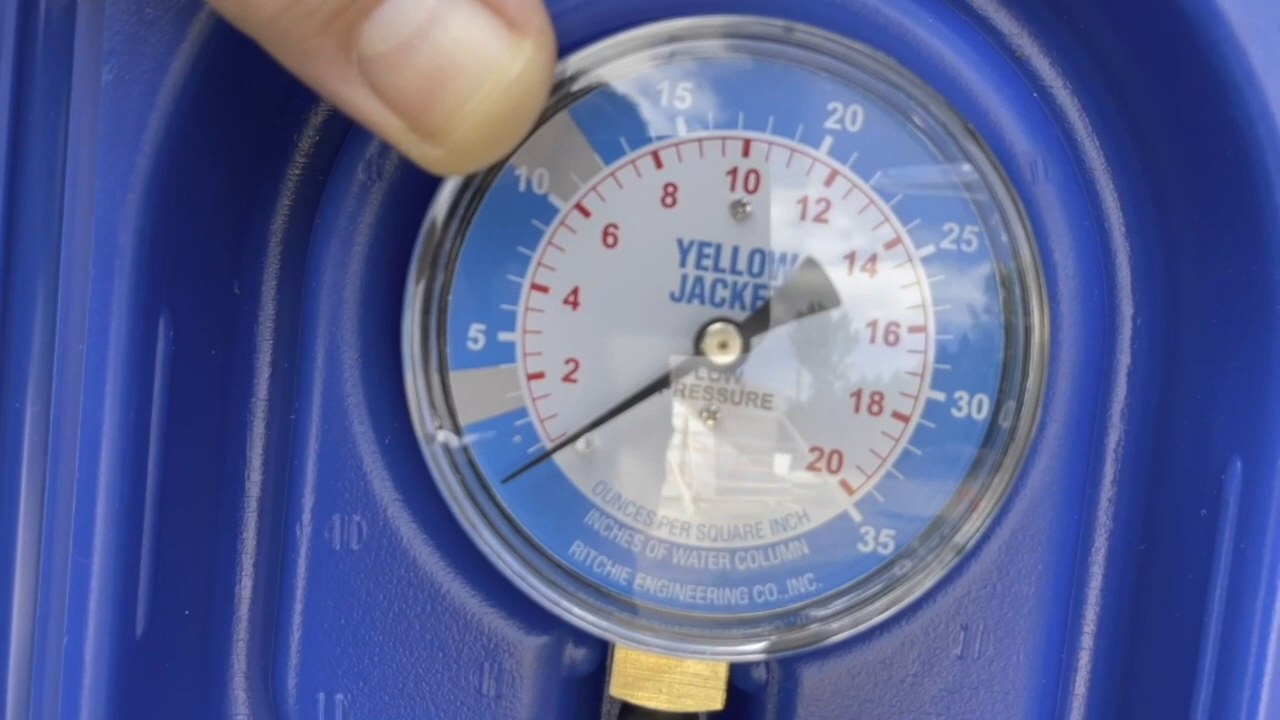 15
20
10
25
5
30
35
10
8
12
6
14
4
16
2
18
20
YELLOW
JACKET
LOW
PRESSURE
OUNCES PER SQUARE INCH
INCHES OF WATER COLUMN
RITCHIE ENGINEERING CO., INC.